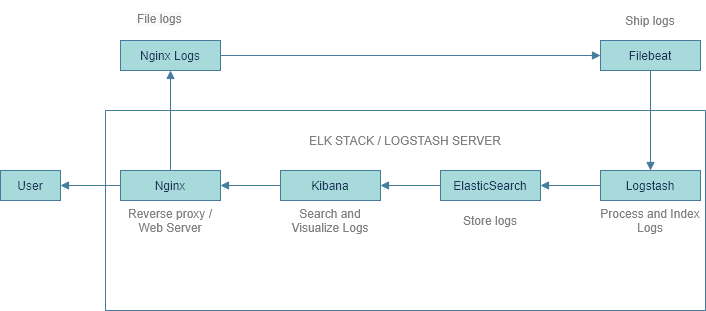 File logs
Ship logs
Nginx Logs
Filebeat
ELK STACK / LOGSTASH SERVER
User
Nginx
Kibana
ElasticSearch
Logstash
Reverse proxy /
Web Server
Search and
Visualize Logs
Store logs
Process and Index
Logs